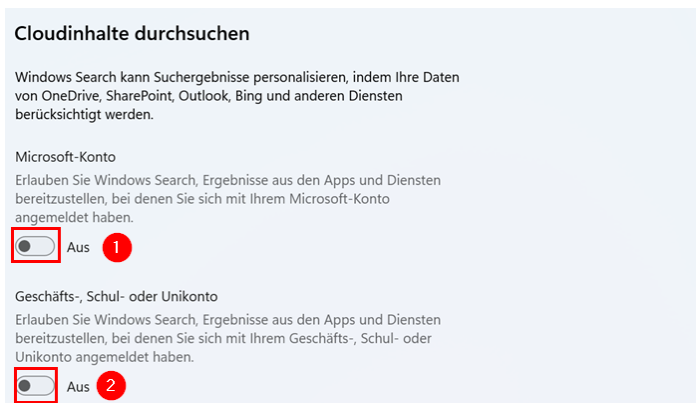 Cloudinhalte durchsuchen
Windows Search kann Suchergebnisse personalisieren, indem Ihre Daten
von OneDrive, SharePoint, Outlook, Bing und anderen Diensten
berücksichtigt werden.
Microsoft-Konto
Erlauben Sie Windows Search, Ergebnisse aus den Apps und Diensten
bereitzustellen, bei denen Sie sich mit Ihrem Microsoft-Konto
angemeldet haben.
Aus 1
Geschäfts-, Schul- oder Unikonto
Erlauben Sie Windows Search, Ergebnisse aus den Apps und Diensten
bereitzustellen, bei denen Sie sich mit Ihrem Geschäfts-, Schul- oder
Unikonto angemeldet haben.
Aus 2